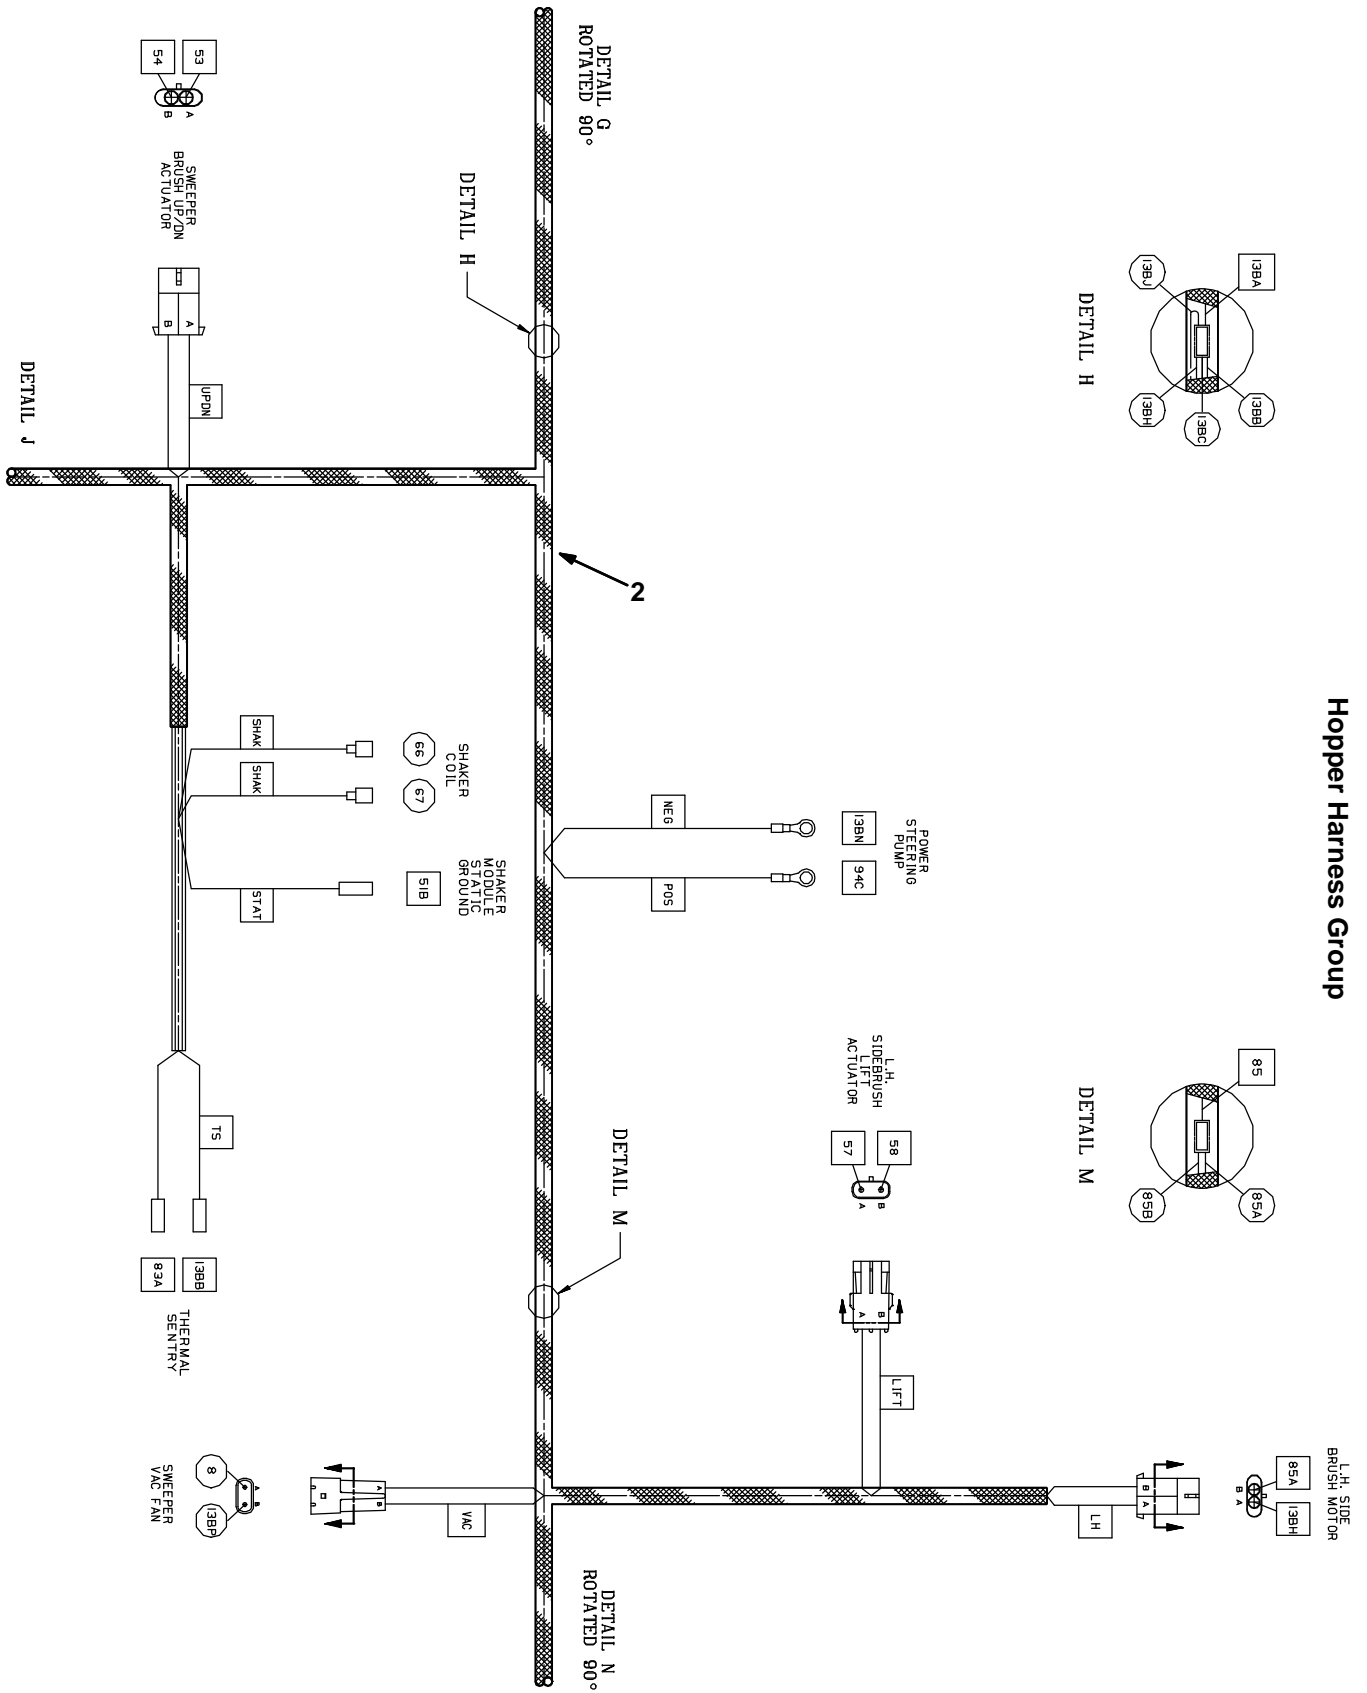 Hopper Harness Group
13BA
13BJ
13BB
13BC
13BH
DETAIL H
85
85A
85B
DETAIL M
L.H. SIDE
BRUSH MOTOR
85A
13BH
B
A
B
A
LH
POWER
STEERING
PUMP
13BN
94C
NEG
POS
L.H.
SIDEBRUSH
LIFT
ACTUATOR
58
57
B
A
B
A
LIFT
DETAIL G
ROTATED 90°
DETAIL H
2
DETAIL M
DETAIL N
ROTATED 90°
SHAKER
COIL
66
67
SHAK
SHAK
SHAKER
MODULE
STATIC
GROUND
51B
STAT
53
54
A
B
SWEEPER
BRUSH UP/DN
ACTUATOR
A
B
UPDN
DETAIL J
TS
13BB
83A
THERMAL
SENTRY
VAC
A
B
8
13BP
A
B
SWEEPER
VAC FAN